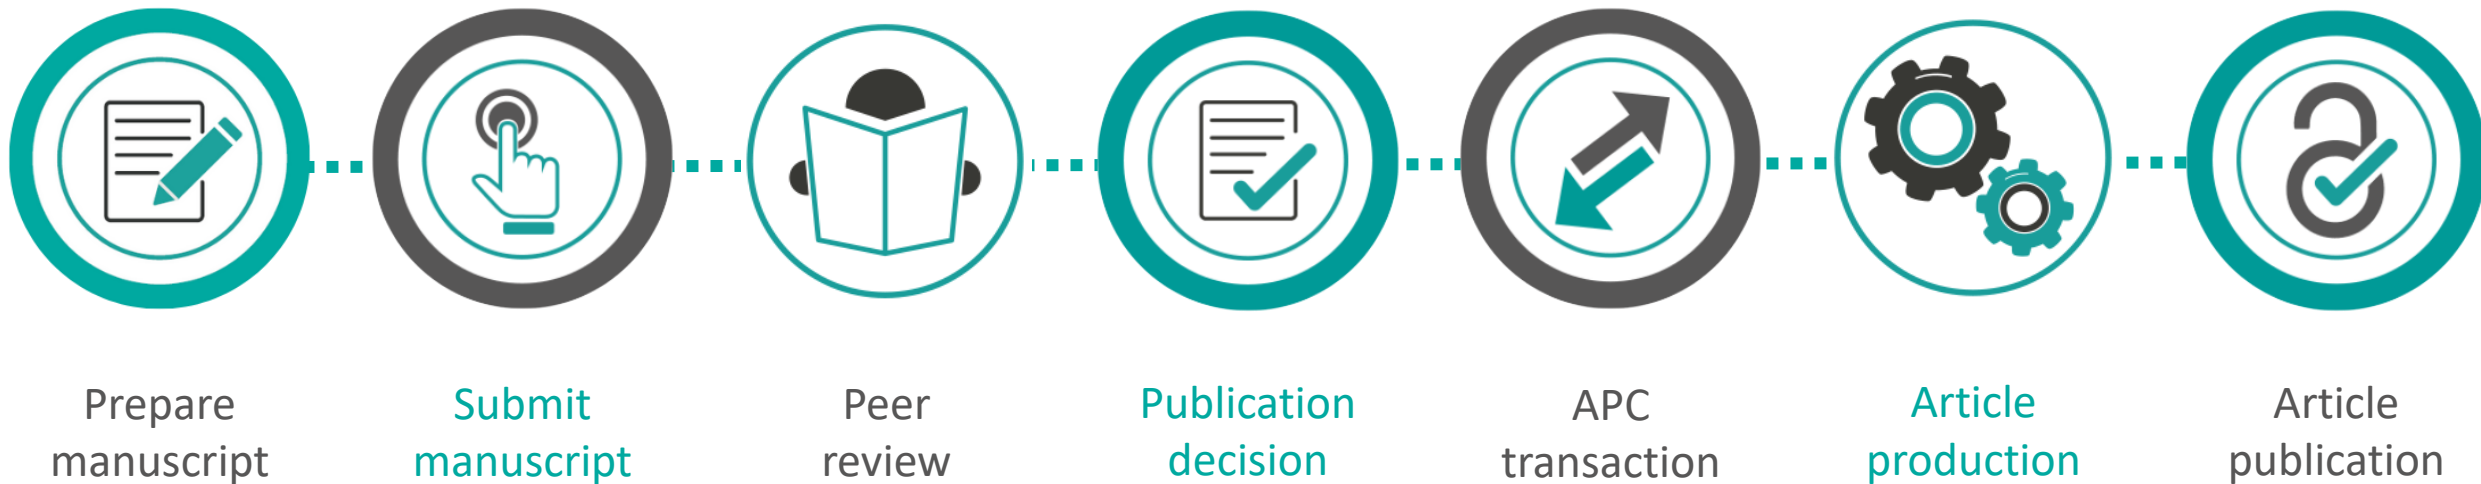 Prepare
manuscript
Submit
manuscript
Peer
review
Publication
decision
APC
transaction
Article
production
Article
publication